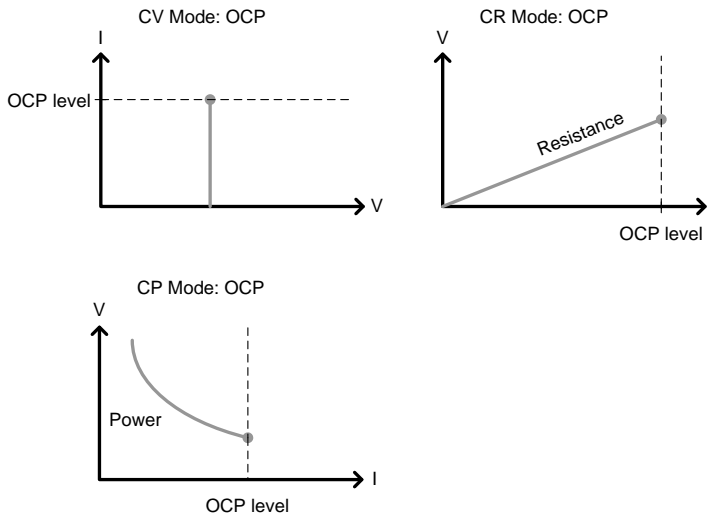 CV Mode: OCP
I
OCP level
V
CR Mode: OCP
V
Resistance
OCP level
CP Mode: OCP
V
Power
I
OCP level